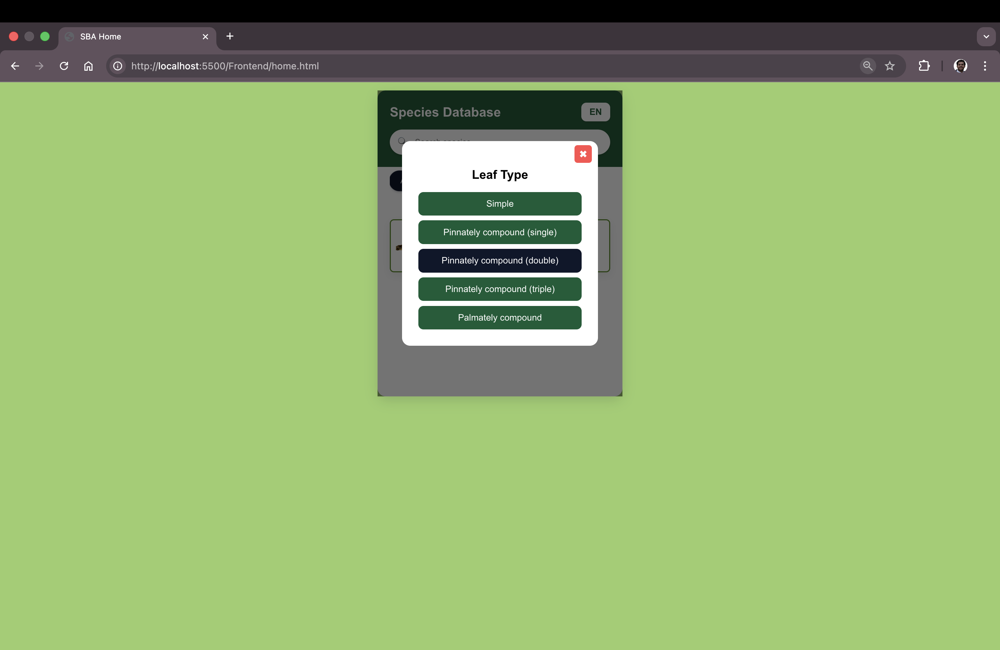 SBA Home
http://localhost:5500/Frontend/home.html
Species Database
EN
Leaf Type
Simple
Pinnately compound (single)
Pinnately compound (double)
Pinnately compound (triple)
Palmately compound